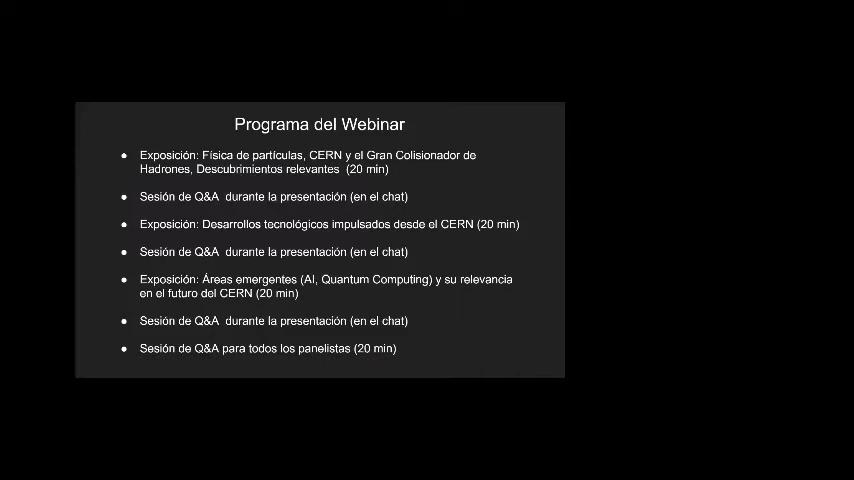 Programa del Webinar
● Exposición: Física de partículas, CERN y el Gran Colisionador de
Hadrones, Descubrimientos relevantes (20 min)
● Sesión de Q&A durante la presentación (en el chat)
● Exposición: Desarrollos tecnológicos impulsados desde el CERN (20 min)
● Sesión de Q&A durante la presentación (en el chat)
● Exposición: Áreas emergentes (AI, Quantum Computing) y su relevancia
en el futuro del CERN (20 min)
● Sesión de Q&A durante la presentación (en el chat)
● Sesión de Q&A para todos los panelistas (20 min)